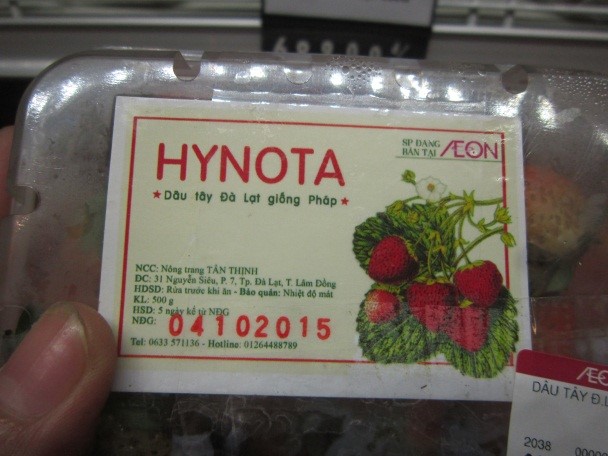 SP ĐANG
BÁN TẠI ÆON
HYNOTA
★ Dâu tây Đà Lạt giống Pháp ★
NCC: Nông trang TÂN THỊNH
ĐC: 31 Nguyễn Siêu, P. 7, Tp. Đà Lạt, T. Lâm Đồng
HDSD: Rửa trước khi ăn - Bảo quản: Nhiệt độ mát
KL: 500 g
HSD: 5 ngày kể từ NĐG
NĐG: 04102015
Tel: 0633 571136 - Hotline: 01264488789
DÂU TÂY Đ.L
2038